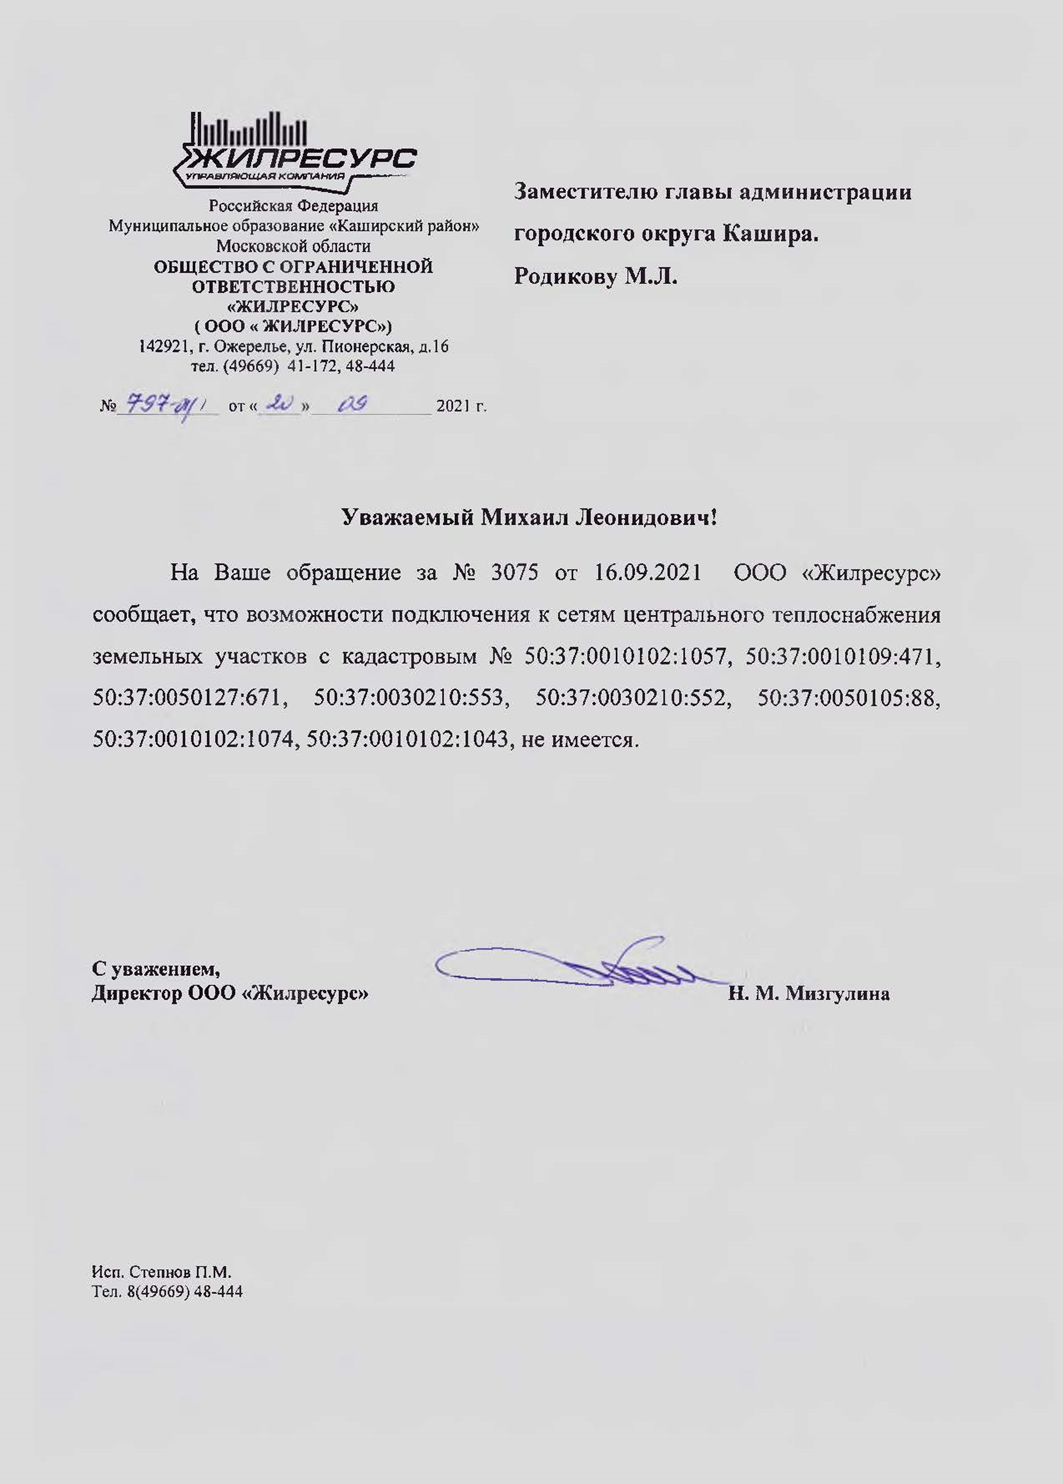 ЖИЛРЕСУРС
УПРАВЛЯЮЩАЯ КОМПАНИЯ
Российская Федерация
Муниципальное образование «Каширский район»
Московской области
ОБЩЕСТВО С ОГРАНИЧЕННОЙ
ОТВЕТСТВЕННОСТЬЮ
«ЖИЛРЕСУРС»
( ООО « ЖИЛРЕСУРС»)
142921, г. Ожерелье, ул. Пионерская, д.16
тел. (49669) 41-172, 48-444
№ 797 от « 20 » 09 2021 г.
Заместителю главы администрации
городского округа Кашира.
Родикову М.Л.
Уважаемый Михаил Леонидович!
На Ваше обращение за № 3075 от 16.09.2021 ООО «Жилресурс»
сообщает, что возможности подключения к сетям центрального теплоснабжения
земельных участков с кадастровым № 50:37:0010102:1057, 50:37:0010109:471,
50:37:0050127:671, 50:37:0030210:553, 50:37:0030210:552, 50:37:0050105:88,
50:37:0010102:1074, 50:37:0010102:1043, не имеется.
С уважением,
Директор ООО «Жилресурс» Н. М. Мизгулина
Исп. Степнов П.М.
Тел. 8(49669) 48-444